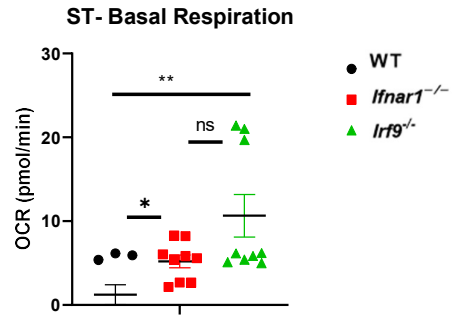 ST- Basal Respiration
30
20
10
0
OCR (pmol/min)
**
ns
*
WT
Ifnar1−/−
Irf9-/-